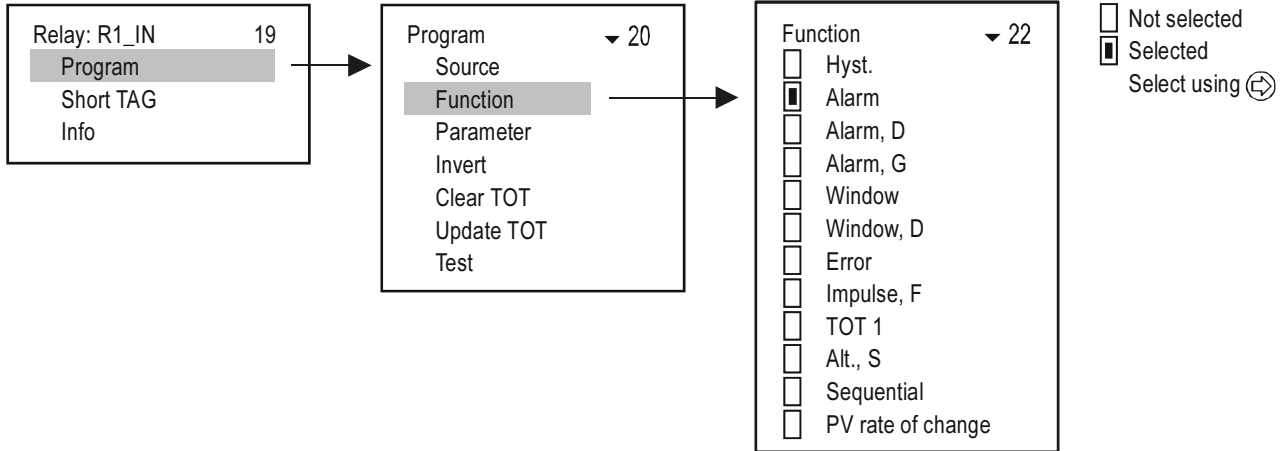 Relay: R1_IN 19
Program
Short TAG
Info
Program 20
Source
Function
Parameter
Invert
Clear TOT
Update TOT
Test
Function 22
Hyst.
Alarm
Alarm, D
Alarm, G
Window
Window, D
Error
Impulse, F
TOT 1
Alt., S
Sequential
PV rate of change
Not selected
Selected
Select using